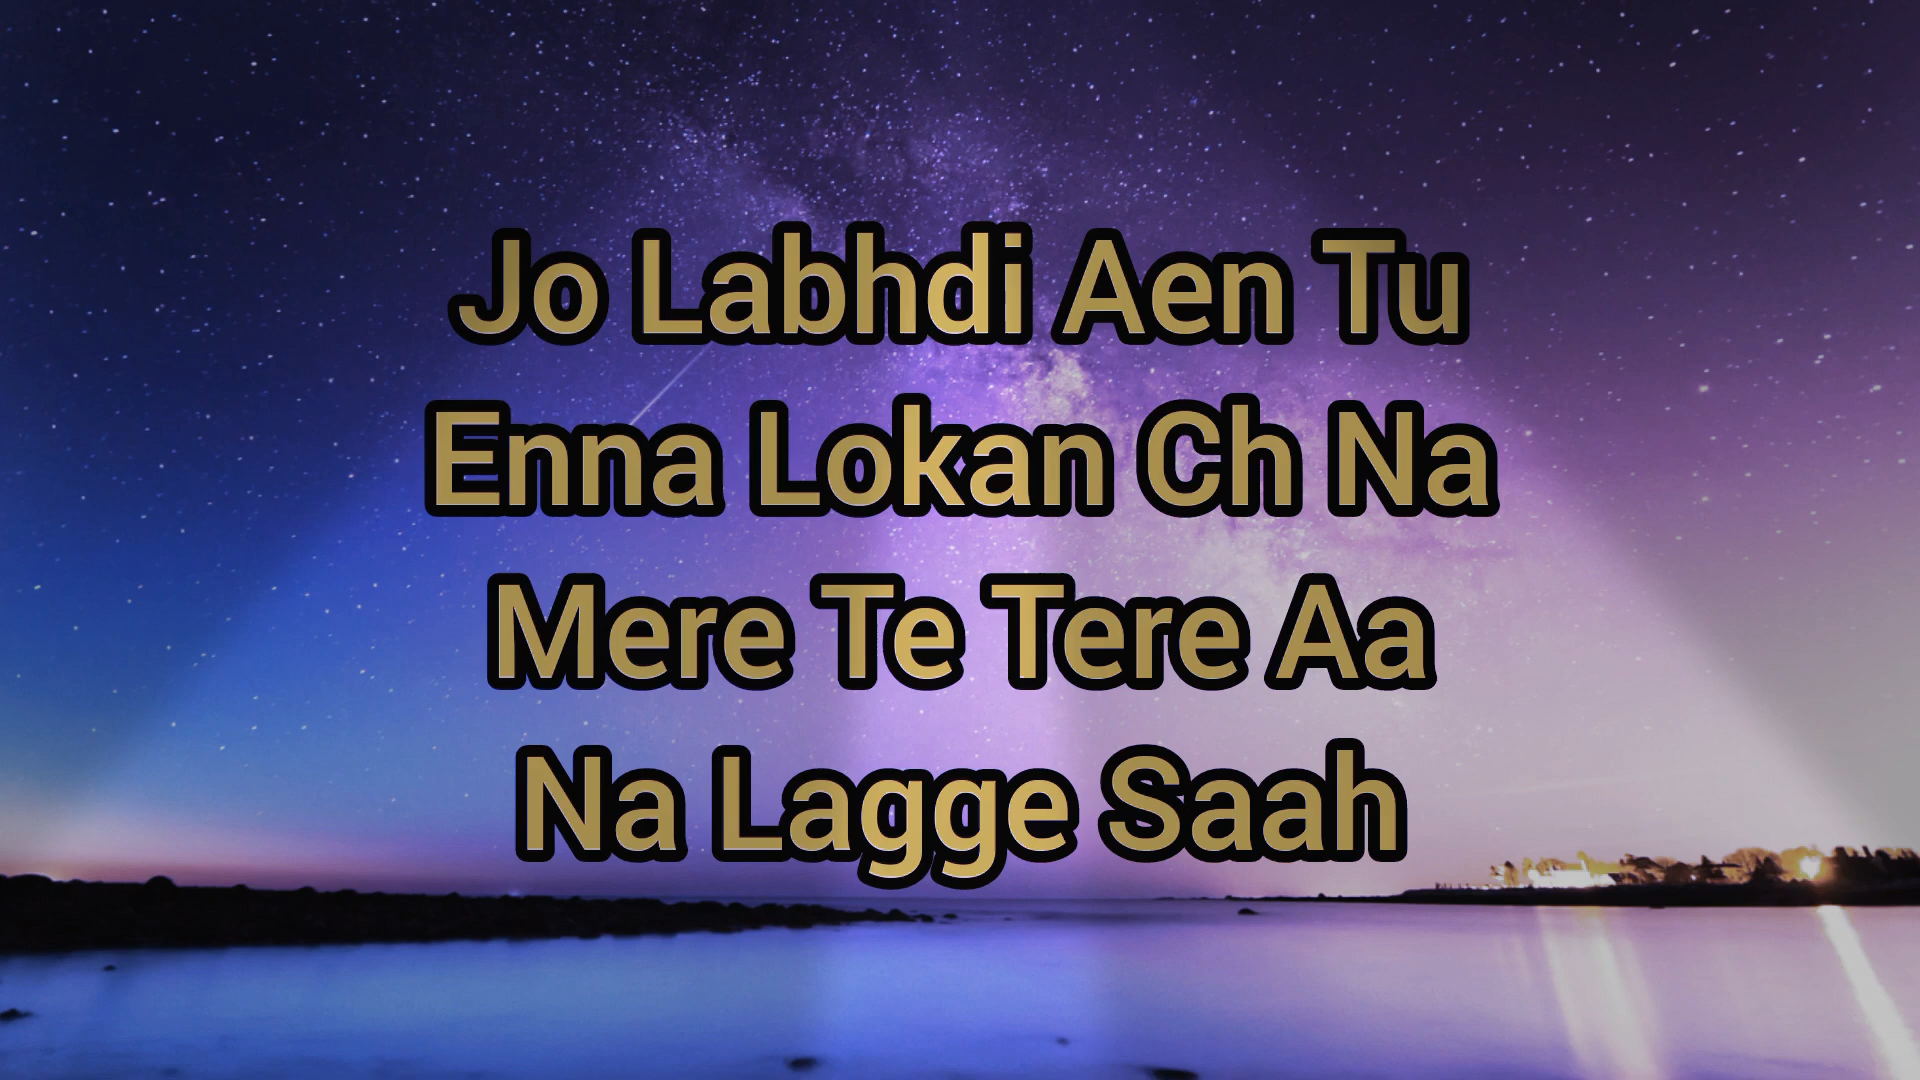 Jo Labhdi Aen Tu
Enna Lokan Ch Na
Mere Te Tere Aa
Na Lagge Saah